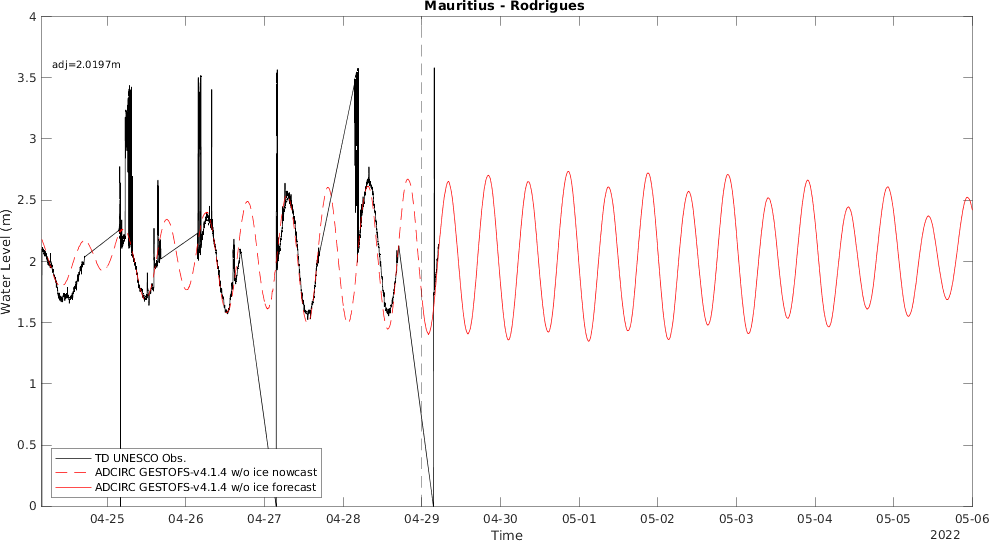 Mauritius - Rodrigues
adj=2.0197m
Water Level (m)
4
3.5
3
2.5
2
1.5
1
0.5
0
TD UNESCO Obs.
ADCIRC GESTOFS-v4.1.4 w/o ice nowcast
ADCIRC GESTOFS-v4.1.4 w/o ice forecast
04-25 04-26 04-27 04-28 04-29 04-30 05-01 05-02 05-03 05-04 05-05 05-06
Time
2022